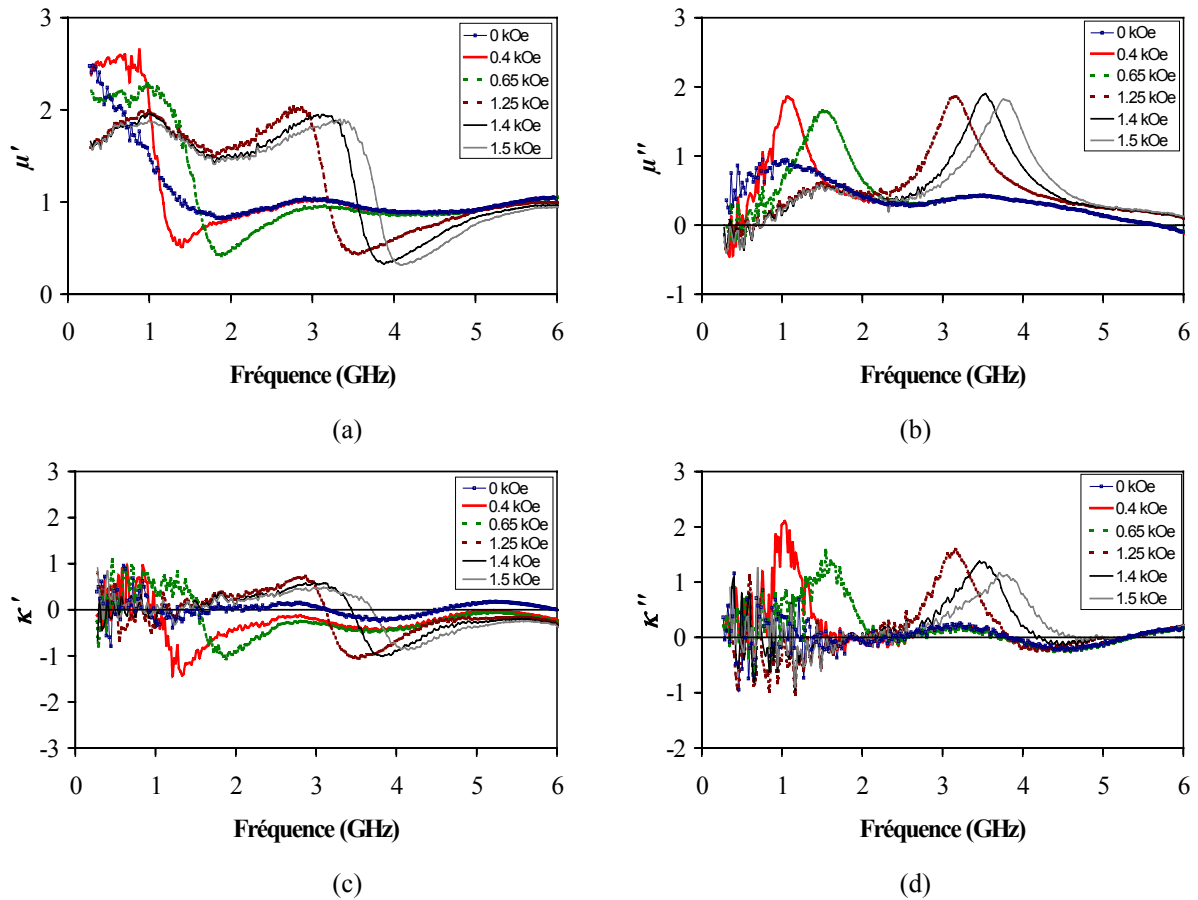 3
2
1
0
μ'
0 1 2 3 4 5 6
Fréquence (GHz)
0 kOe
0.4 kOe
0.65 kOe
1.25 kOe
1.4 kOe
1.5 kOe
(a)
3
2
1
0
-1
μ''
0 1 2 3 4 5 6
Fréquence (GHz)
0 kOe
0.4 kOe
0.65 kOe
1.25 kOe
1.4 kOe
1.5 kOe
(b)
3
2
1
0
-1
-2
-3
κ'
0 1 2 3 4 5 6
Fréquence (GHz)
0 kOe
0.4 kOe
0.65 kOe
1.25 kOe
1.4 kOe
1.5 kOe
(c)
3
2
1
0
-1
-2
κ''
0 1 2 3 4 5 6
Fréquence (GHz)
0 kOe
0.4 kOe
0.65 kOe
1.25 kOe
1.4 kOe
1.5 kOe
(d)